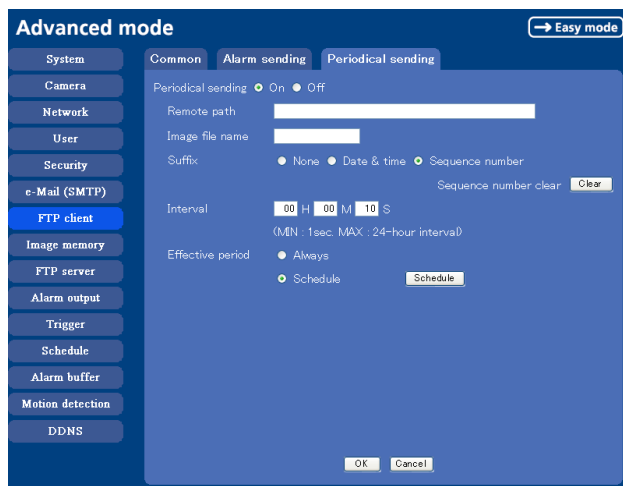 Advanced mode
→ Easy mode
System
Camera
Network
User
Security
e-Mail (SMTP)
FTP client
Image memory
FTP server
Alarm output
Trigger
Schedule
Alarm buffer
Motion detection
DDNS
Common Alarm sending Periodical sending
Periodical sending On Off
Remote path
Image file name
Suffix None Date & time Sequence number
Sequence number clear Clear
Interval 00 H 00 M 10 S
(MIN : 1sec. MAX : 24-hour interval)
Effective period Always
Schedule Schedule
OK Cancel